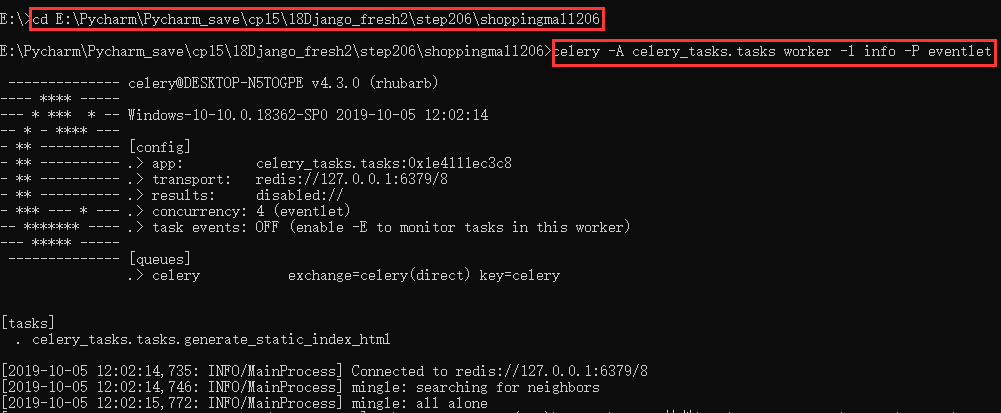 E:\>cd E:\Pycharm\Pycharm_save\cp15\18Django_fresh2\step206\shoppingmall206
E:\Pycharm\Pycharm_save\cp15\18Django_fresh2\step206\shoppingmall206>celery -A celery_tasks.tasks worker -l info -P eventlet
 -------------- celery@DESKTOP-N5TOGPE v4.3.0 (rhubarb)
---- **** -----
--- * ***  * -- Windows-10-10.0.18362-SP0 2019-10-05 12:02:14
-- * - **** ---
- ** ---------- [config]
- ** ---------- .> app:         celery_tasks.tasks:0x1e4111ec3c8
- ** ---------- .> transport:   redis://127.0.0.1:6379/8
- ** ---------- .> results:     disabled://
- *** --- * --- .> concurrency: 4 (eventlet)
-- ******* ---- .> task events: OFF (enable -E to monitor tasks in this worker)
--- ***** -----
 -------------- [queues]
                .> celery           exchange=celery(direct) key=celery
[tasks]
  . celery_tasks.tasks.generate_static_index_html
[2019-10-05 12:02:14,735: INFO/MainProcess] Connected to redis://127.0.0.1:6379/8
[2019-10-05 12:02:14,746: INFO/MainProcess] mingle: searching for neighbors
[2019-10-05 12:02:15,772: INFO/MainProcess] mingle: all alone